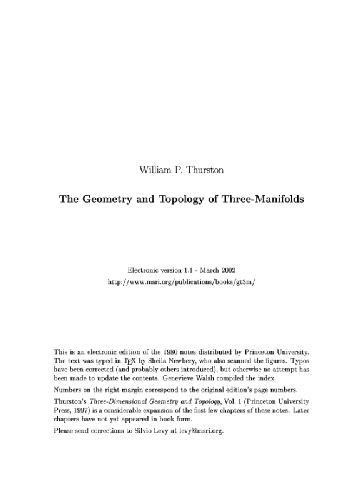 William P. Thurston
The Geometry and Topology of Three-Manifolds
Electronic version 1.1 - March 2002
http://www.msri.org/publications/books/gt3m/
This is an electronic edition of the 1980 notes distributed by Princeton University.
The text was typed in TEX by Sheila Newbery, who also scanned the figures. Typos
have been corrected (and probably others introduced), but otherwise no attempt has
been made to update the contents. Genevieve Walsh compiled the index.
Numbers on the right margin correspond to the original edition's page numbers.
Thurston's Three-Dimensional Geometry and Topology, Vol. 1 (Princeton University
Press, 1997) is a considerable expansion of the first few chapters of these notes. Later
chapters have not yet appeared in book form.
Please send corrections to Silvio Levy at levy@msri.org.